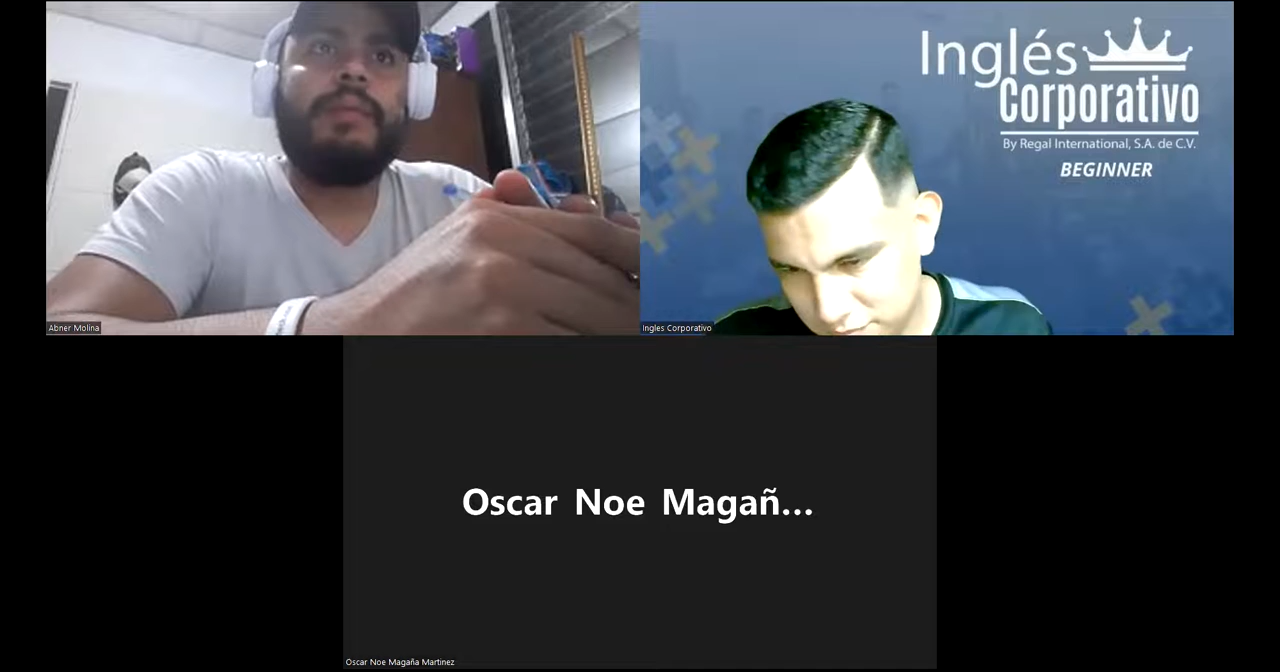 Inglés
Corporativo
By Regal International, S.A. de C.V.
BEGINNER
Abner Molina
Ingles Corporativo
Oscar Noe Magañ...
Oscar Noe Magaña Martinez